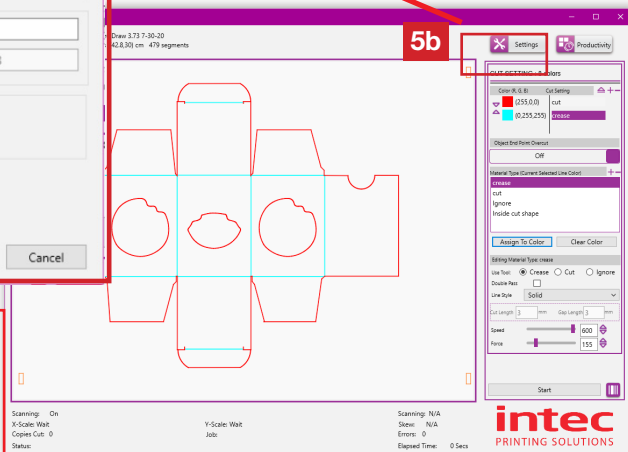 Draw 3.73 7-30-20
42.8,30) cm 479 segments
5b
Settings
Productivity
CUT SETTING : 8 colors
Color (R, G, B)
Cut Setting
(255,0,0)
cut
(0,255,255)
crease
Object End Point Overcut
Off
Material Type (Current Selected Line Color)
crease
cut
Ignore
Inside cut shape
Assign To Color
Clear Color
Editing Material Type; crease
Use Tool:
Crease
Cut
Ignore
Double Pass
Line Style
Solid
Cut Length 3 mm
Gap Length 3 mm
Speed
600
Force
155
Start
Cancel
Scanning: On
X-Scale: Wait
Copies Cut: 0
Status:
Y-Scale: Wait
Job:
Scanning: N/A
Skew: N/A
Errors: 0
Elapsed Time: 0 Secs
intec
PRINTING SOLUTIONS